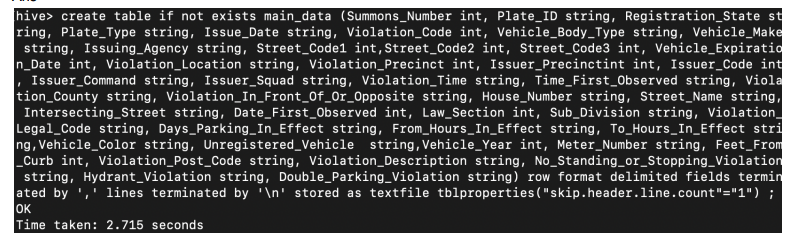 hive> create table if not exists main_data (Summons_Number int, Plate_ID string, Registration_State st
ring, Plate_Type string, Issue_Date string, Violation_Code int, Vehicle_Body_Type string, Vehicle_Make
 string, Issuing_Agency string, Street_Code1 int,Street_Code2 int, Street_Code3 int, Vehicle_Expiratio
n_Date int, Violation_Location string, Violation_Precinct int, Issuer_Precinctint int, Issuer_Code int
, Issuer_Command string, Issuer_Squad string, Violation_Time string, Time_First_Observed string, Viola
tion_County string, Violation_In_Front_Of_Or_Opposite string, House_Number string, Street_Name string,
 Intersecting_Street string, Date_First_Observed int, Law_Section int, Sub_Division string, Violation_
Legal_Code string, Days_Parking_In_Effect string, From_Hours_In_Effect string, To_Hours_In_Effect stri
ng,Vehicle_Color string, Unregistered_Vehicle  string,Vehicle_Year int, Meter_Number string, Feet_From
_Curb int, Violation_Post_Code string, Violation_Description string, No_Standing_or_Stopping_Violation
 string, Hydrant_Violation string, Double_Parking_Violation string) row format delimited fields termin
ated by ',' lines terminated by '\n' stored as textfile tblproperties("skip.header.line.count"="1") ;
OK
Time taken: 2.715 seconds